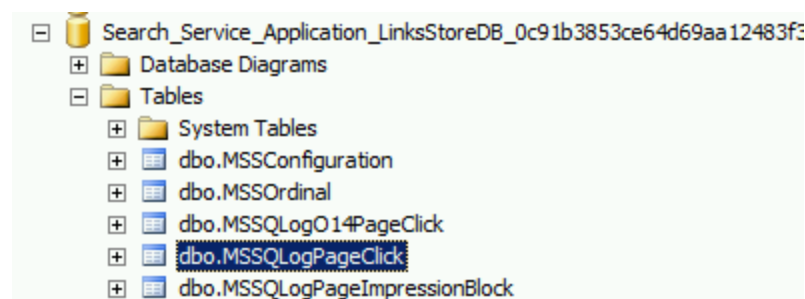 Search_Service_Application_LinksStoreDB_0c91b3853ce64d69aa12483f3
Database Diagrams
Tables
System Tables
dbo.MSSConfiguration
dbo.MSSOrdinal
dbo.MSSQLogO14PageClick
dbo.MSSQLogPageClick
dbo.MSSQLogPageImpressionBlock